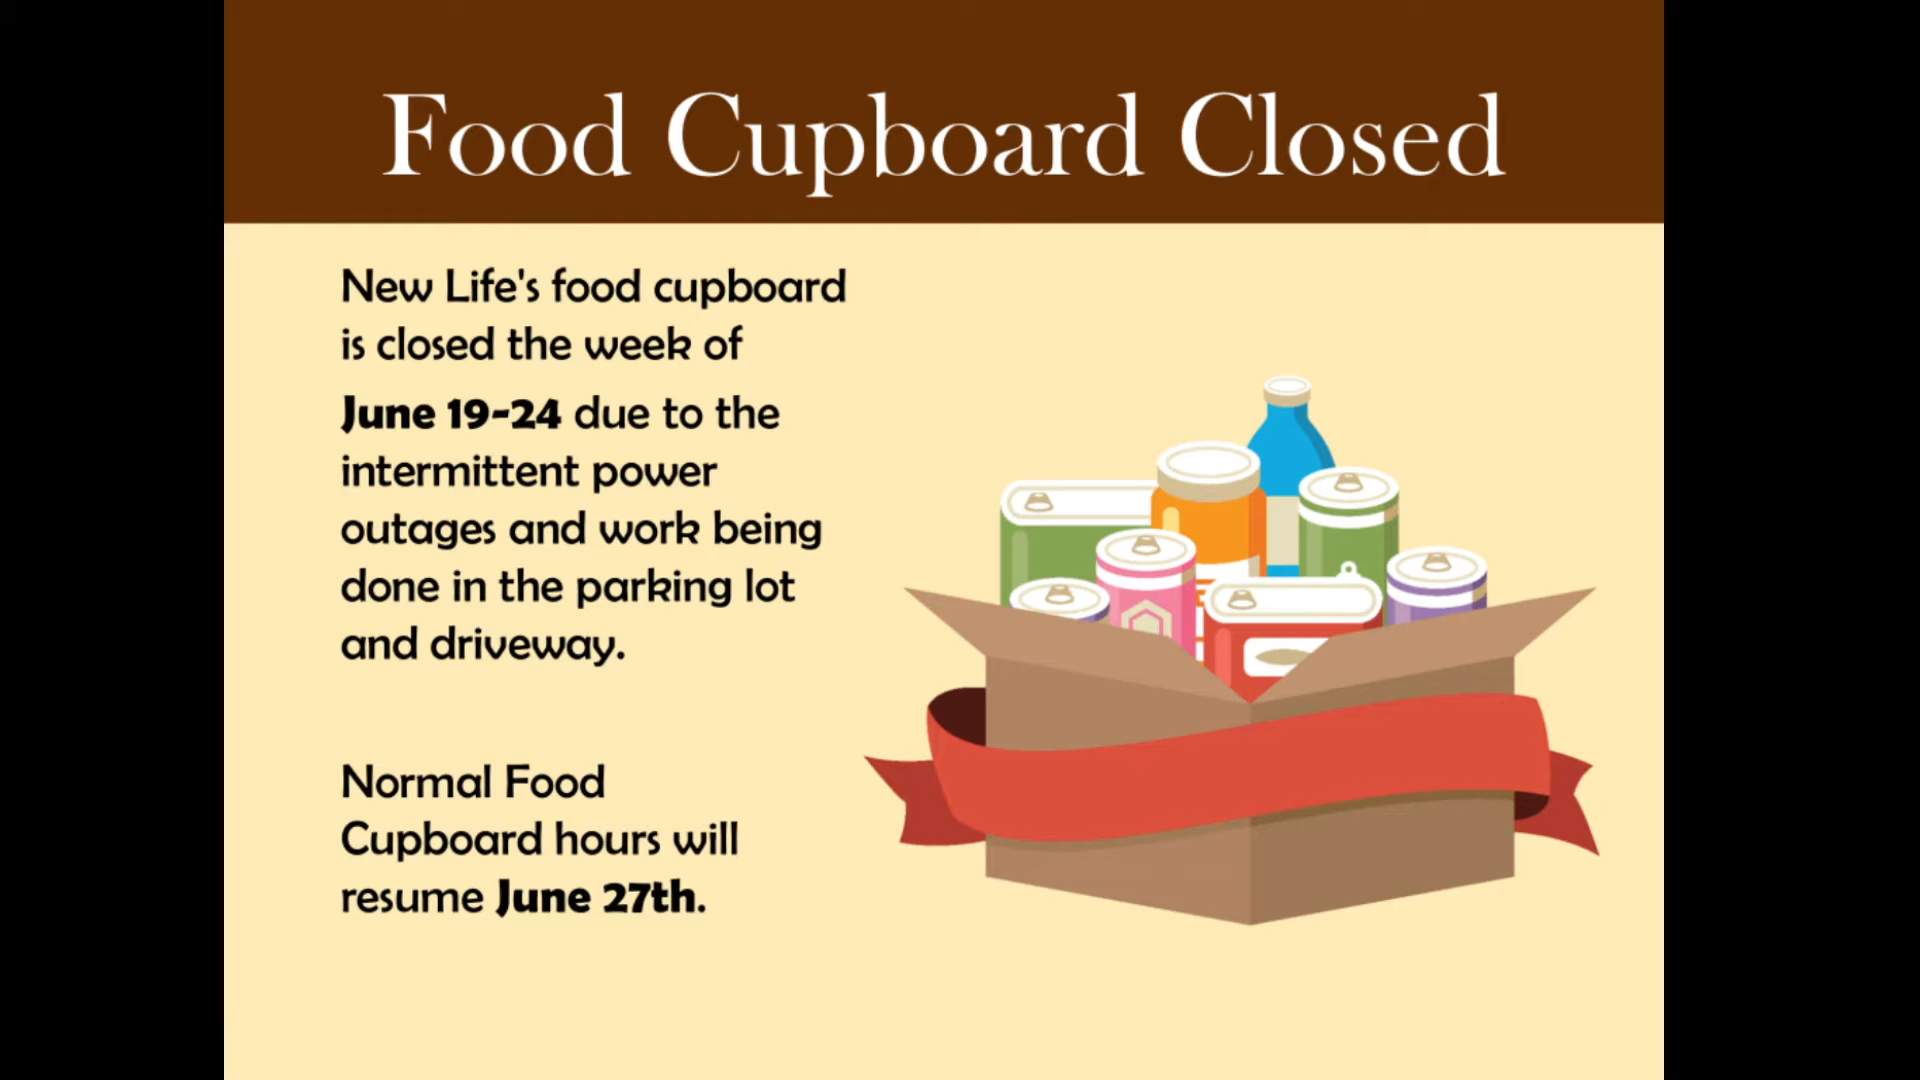 Food Cupboard Closed
New Life's food cupboard
is closed the week of
June 19-24 due to the
intermittent power
outages and work being
done in the parking lot
and driveway.
Normal Food
Cupboard hours will
resume June 27th.